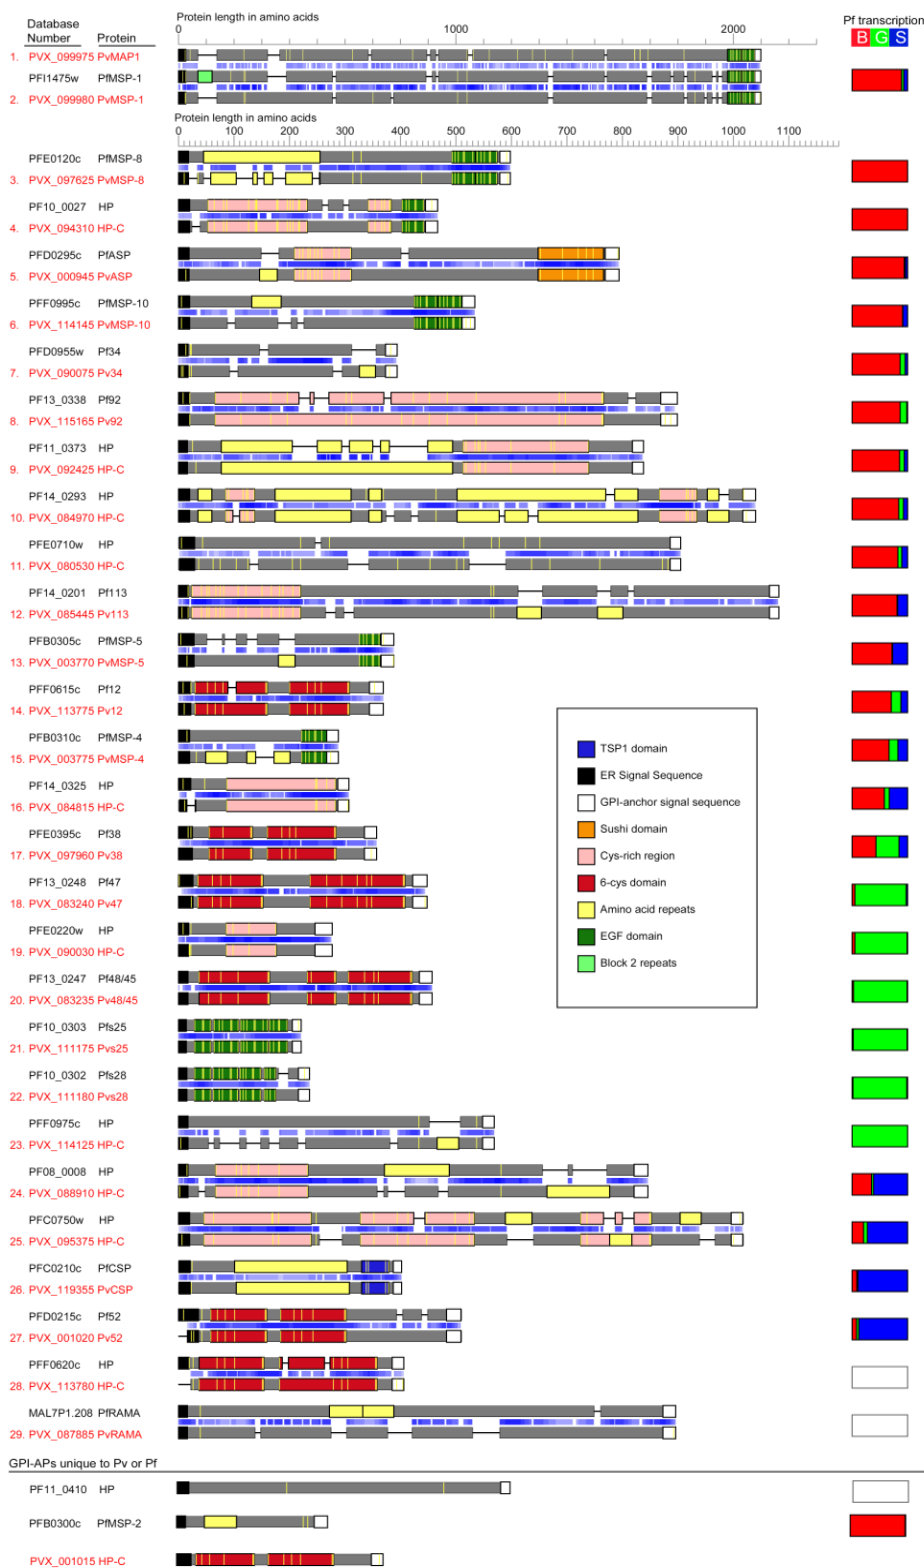 Database
Number Protein
Protein length in amino acids
0 1000 2000
Pf transcription
B G S
1. PVX_099975 PvMAP1
PFI1475w PfMSP-1
2. PVX_099980 PvMSP-1
Protein length in amino acids
0 100 200 300 400 500 600 700 800 900 1000 1100
PFE0120c PfMSP-8
3. PVX_097625 PvMSP-8
PF10_0027 HP
4. PVX_094310 HP-C
PFD0295c PfASP
5. PVX_000945 PvASP
PFF0995c PfMSP-10
6. PVX_114145 PvMSP-10
PFD0955w Pf34
7. PVX_090075 Pv34
PF13_0338 Pf92
8. PVX_115165 Pv92
PF11_0373 HP
9. PVX_092425 HP-C
PF14_0293 HP
10. PVX_084970 HP-C
PFE0710w HP
11. PVX_080530 HP-C
PF14_0201 Pf113
12. PVX_085445 Pv113
PFB0305c PfMSP-5
13. PVX_003770 PvMSP-5
PFF0615c Pf12
14. PVX_113775 Pv12
PFB0310c PfMSP-4
15. PVX_003775 PvMSP-4
PF14_0325 HP
16. PVX_084815 HP-C
PFE0395c Pf38
17. PVX_097960 Pv38
PF13_0248 Pf47
18. PVX_083240 Pv47
PFE0220w HP
19. PVX_090030 HP-C
PF13_0247 Pf48/45
20. PVX_083235 Pv48/45
PF10_0303 Pfs25
21. PVX_111175 Pvs25
PF10_0302 Pfs28
22. PVX_111180 Pvs28
PFF0975c HP
23. PVX_114125 HP-C
PF08_0008 HP
24. PVX_088910 HP-C
PFC0750w HP
25. PVX_095375 HP-C
PFC0210c PfCSP
26. PVX_119355 PvCSP
PFD0215c Pf52
27. PVX_001020 Pv52
PFF0620c HP
28. PVX_113780 HP-C
MAL7P1.208 PfRAMA
29. PVX_087885 PvRAMA
TSP1 domain
ER Signal Sequence
GPI-anchor signal sequence
Sushi domain
Cys-rich region
6-cys domain
Amino acid repeats
EGF domain
Block 2 repeats
GPI-APs unique to Pv or Pf
PF11_0410 HP
PFB0300c PfMSP-2
PVX_001015 HP-C